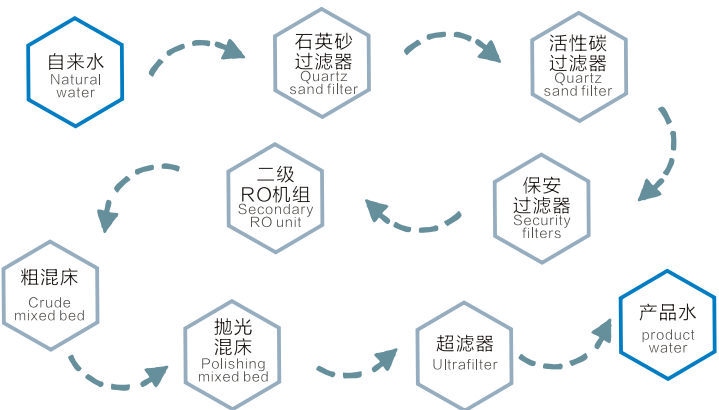 自来水
Natural
water
石英砂
过滤器
Quartz
sand filter
活性碳
过滤器
Quartz
sand filter
保安
过滤器
Security
filters
二级
RO机组
Secondary
RO unit
粗混床
Crude
mixed bed
抛光
混床
Polishing
mixed bed
超滤器
Ultrafilter
产品水
product
water